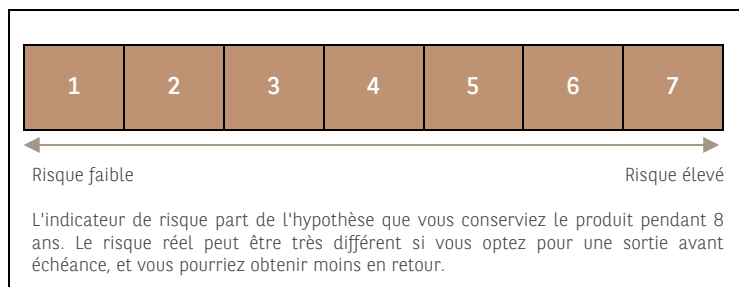 1 2 3 4 5 6 7
Risque faible Risque élevé
L'indicateur de risque part de l'hypothèse que vous conserviez le produit pendant 8
ans. Le risque réel peut être très différent si vous optez pour une sortie avant
échéance, et vous pourriez obtenir moins en retour.